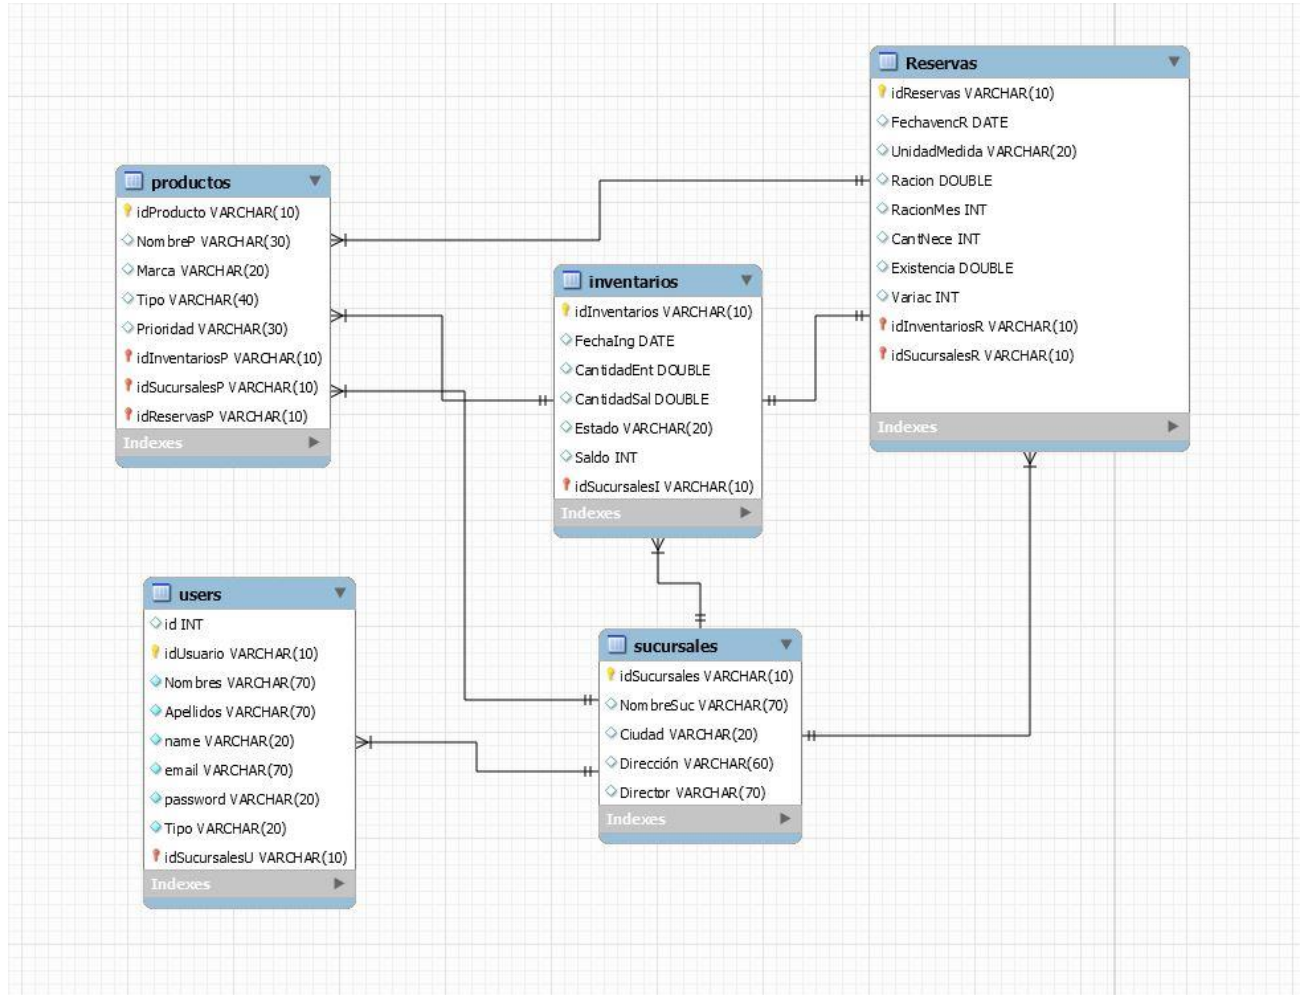 Reservas
idReservas VARCHAR(10)
FechavencR DATE
UnidadMedida VARCHAR(20)
Racion DOUBLE
RacionMes INT
CantNece INT
Existencia DOUBLE
Variac INT
idInventariosR VARCHAR(10)
idSucursalesR VARCHAR(10)
Indexes
productos
idProducto VARCHAR(10)
NombreP VARCHAR(30)
Marca VARCHAR(20)
Tipo VARCHAR(40)
Prioridad VARCHAR(30)
idInventariosP VARCHAR(10)
idSucursalesP VARCHAR(10)
idReservasP VARCHAR(10)
Indexes
inventarios
idInventarios VARCHAR(10)
FechaIng DATE
CantidadEnt DOUBLE
CantidadSal DOUBLE
Estado VARCHAR(20)
Saldo INT
idSucursalesI VARCHAR(10)
Indexes
users
id INT
idUsuario VARCHAR(10)
Nombres VARCHAR(70)
Apellidos VARCHAR(70)
name VARCHAR(20)
email VARCHAR(70)
password VARCHAR(20)
Tipo VARCHAR(20)
idSucursalesU VARCHAR(10)
Indexes
sucursales
idSucursales VARCHAR(10)
NombreSuc VARCHAR(70)
Ciudad VARCHAR(20)
Dirección VARCHAR(60)
Director VARCHAR(70)
Indexes